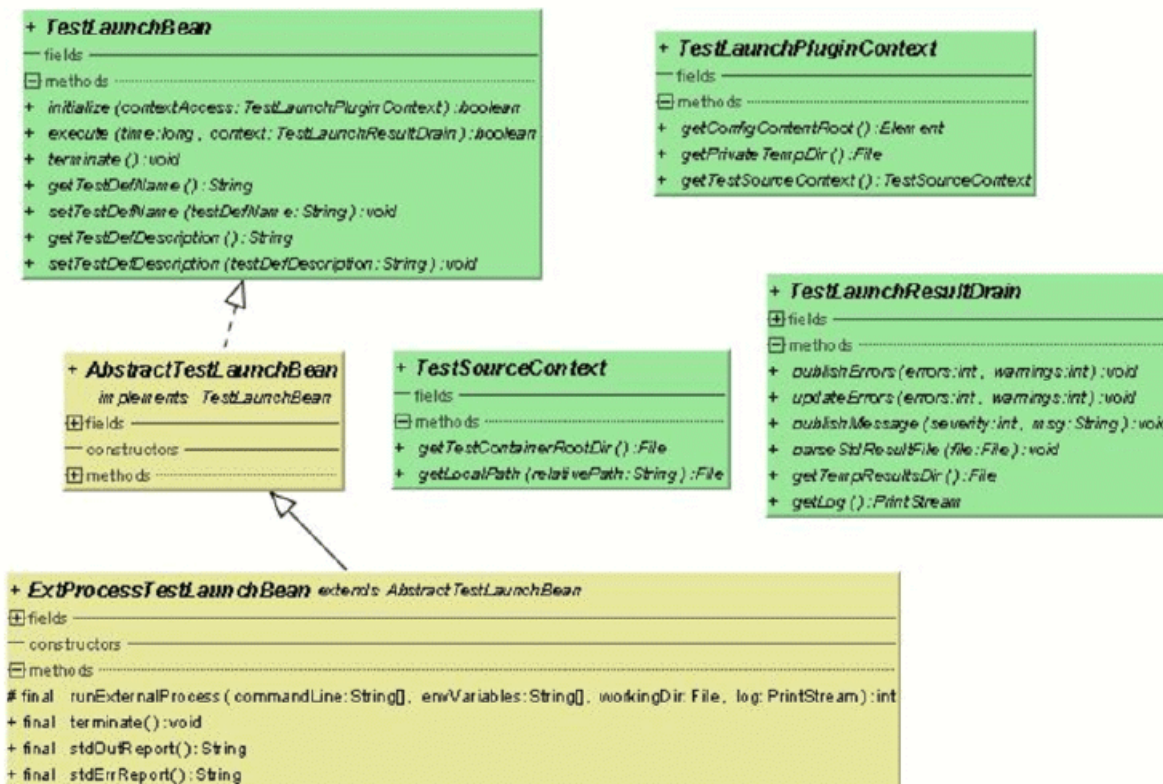 + TestLaunchBean
fields
methods
+ initialize (contextAccess: TestLaunchPluginContext) :boolean
+ execute (time:long, context: TestLaunchResultDrain) :boolean
+ terminate () :void
+ getTestDefName () : String
+ setTestDefName (testDefName: String) : void
+ getTestDefDescription () : String
+ setTestDefDescription (testDefDescription: String) : void
+ TestLaunchPluginContext
fields
methods
+ getConfigContentRoot () : Element
+ getPrivateTempDir () : File
+ getTestSourceContext () : TestSourceContext
+ TestLaunchResultDrain
fields
methods
+ publishErrors (errors:int, warnings:int) : void
+ updateErrors (errors:int, warnings:int) : void
+ publishMessage (severity:int, msg: String) : void
+ parseStdResultFile (file: File) : void
+ getTempResultsDir () : File
+ getLog () : PrintStream
+ AbstractTestLaunchBean
implements TestLaunchBean
fields
constructors
methods
+ TestSourceContext
fields
methods
+ getTestContainerRootDir () : File
+ getLocalPath (relativePath: String) : File
+ ExtProcessTestLaunchBean extends AbstractTestLaunchBean
fields
constructors
methods
# final runExternalProcess (commandLine: String[], envVariables: String[], workingDir: File, log: PrintStream) : int
+ final terminate() : void
+ final stdOutReport() : String
+ final stdErrReport() : String